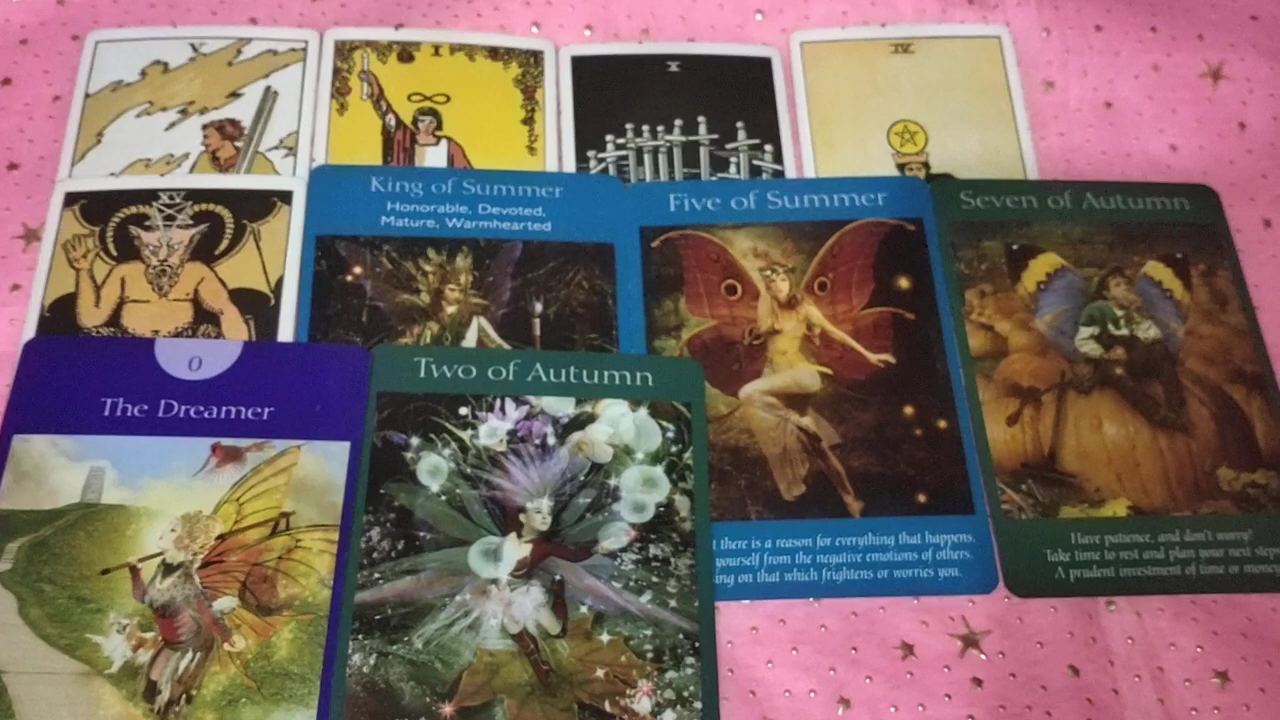 V
I
X
IV
XV
King of Summer
Honorable, Devoted,
Mature, Warmhearted
Five of Summer
Seven of Autumn
0
The Dreamer
Two of Autumn
t there is a reason for everything that happens.
yourself from the negative emotions of others.
ing on that which frightens or worries you.
Have patience, and don't worry!
Take time to rest and plan your next step
A prudent investment of time or money